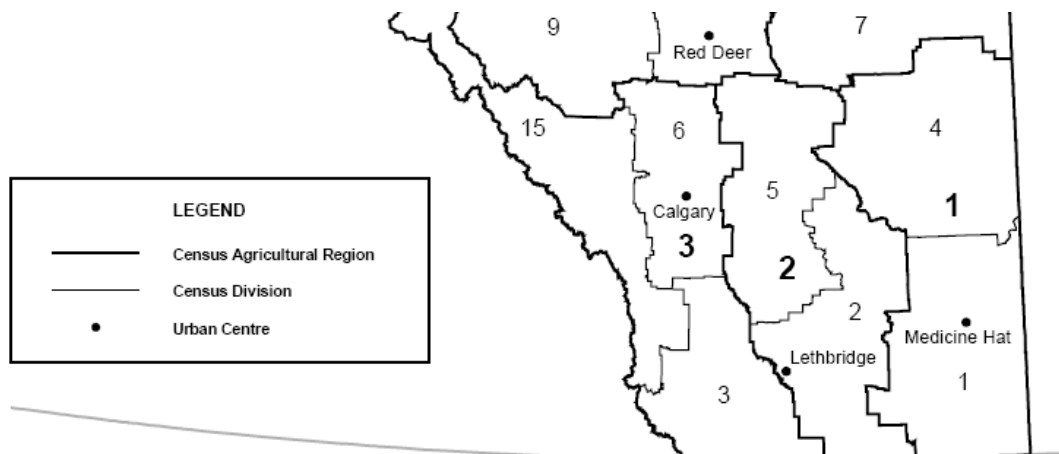 9
7
Red Deer
15
6
4
5
LEGEND
Calgary
1
Census Agricultural Region
3
2
Census Division
2
Urban Centre
Medicine Hat
Lethbridge
1
3